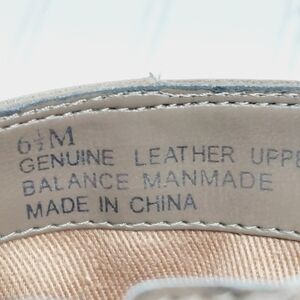 6½M
GENUINE LEATHER UPPE
BALANCE MANMADE
MADE IN CHINA